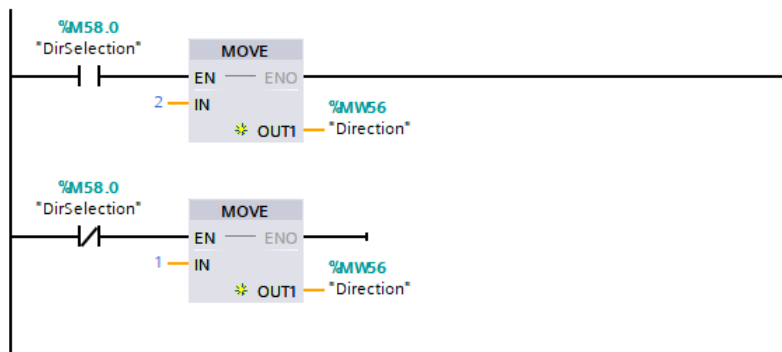 %M58.0
"DirSelection"
MOVE
EN ENO
2 IN
%MW56
OUT1 "Direction"
%M58.0
"DirSelection"
MOVE
EN ENO
1 IN
%MW56
OUT1 "Direction"